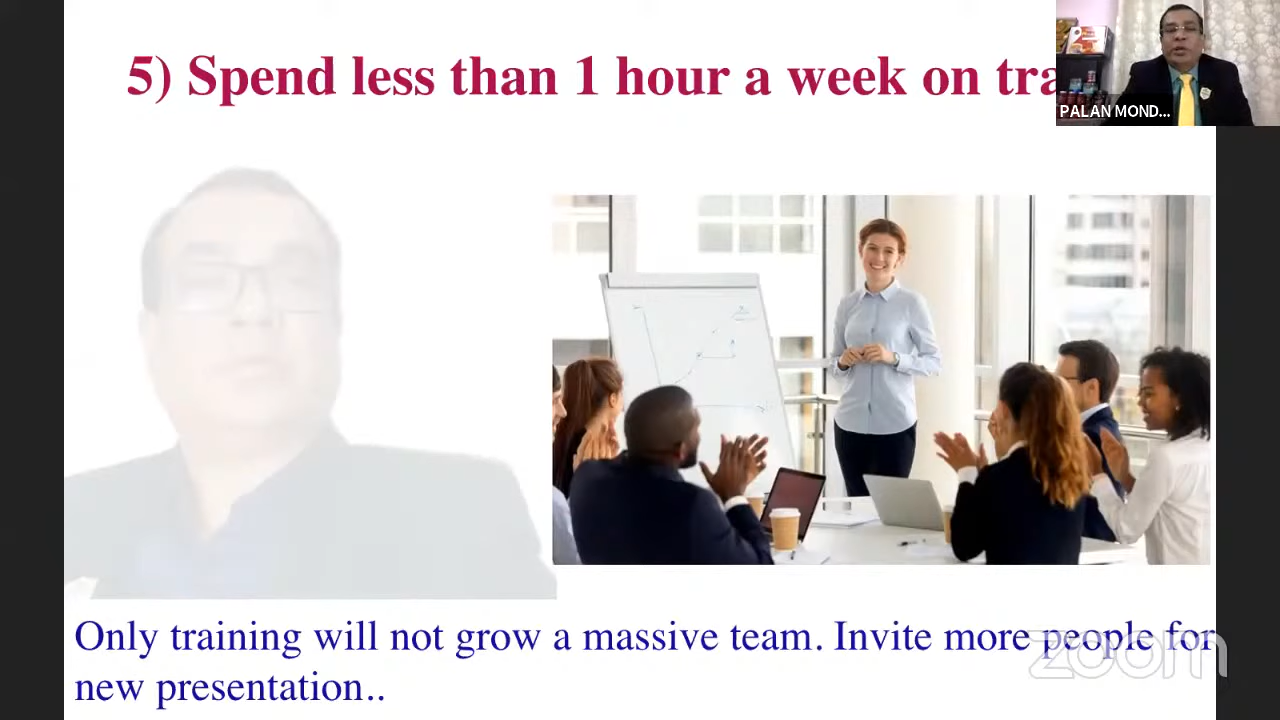 5) Spend less than 1 hour a week on tra
PALAN MOND...
Only training will not grow a massive team. Invite more people for
new presentation..
zoom